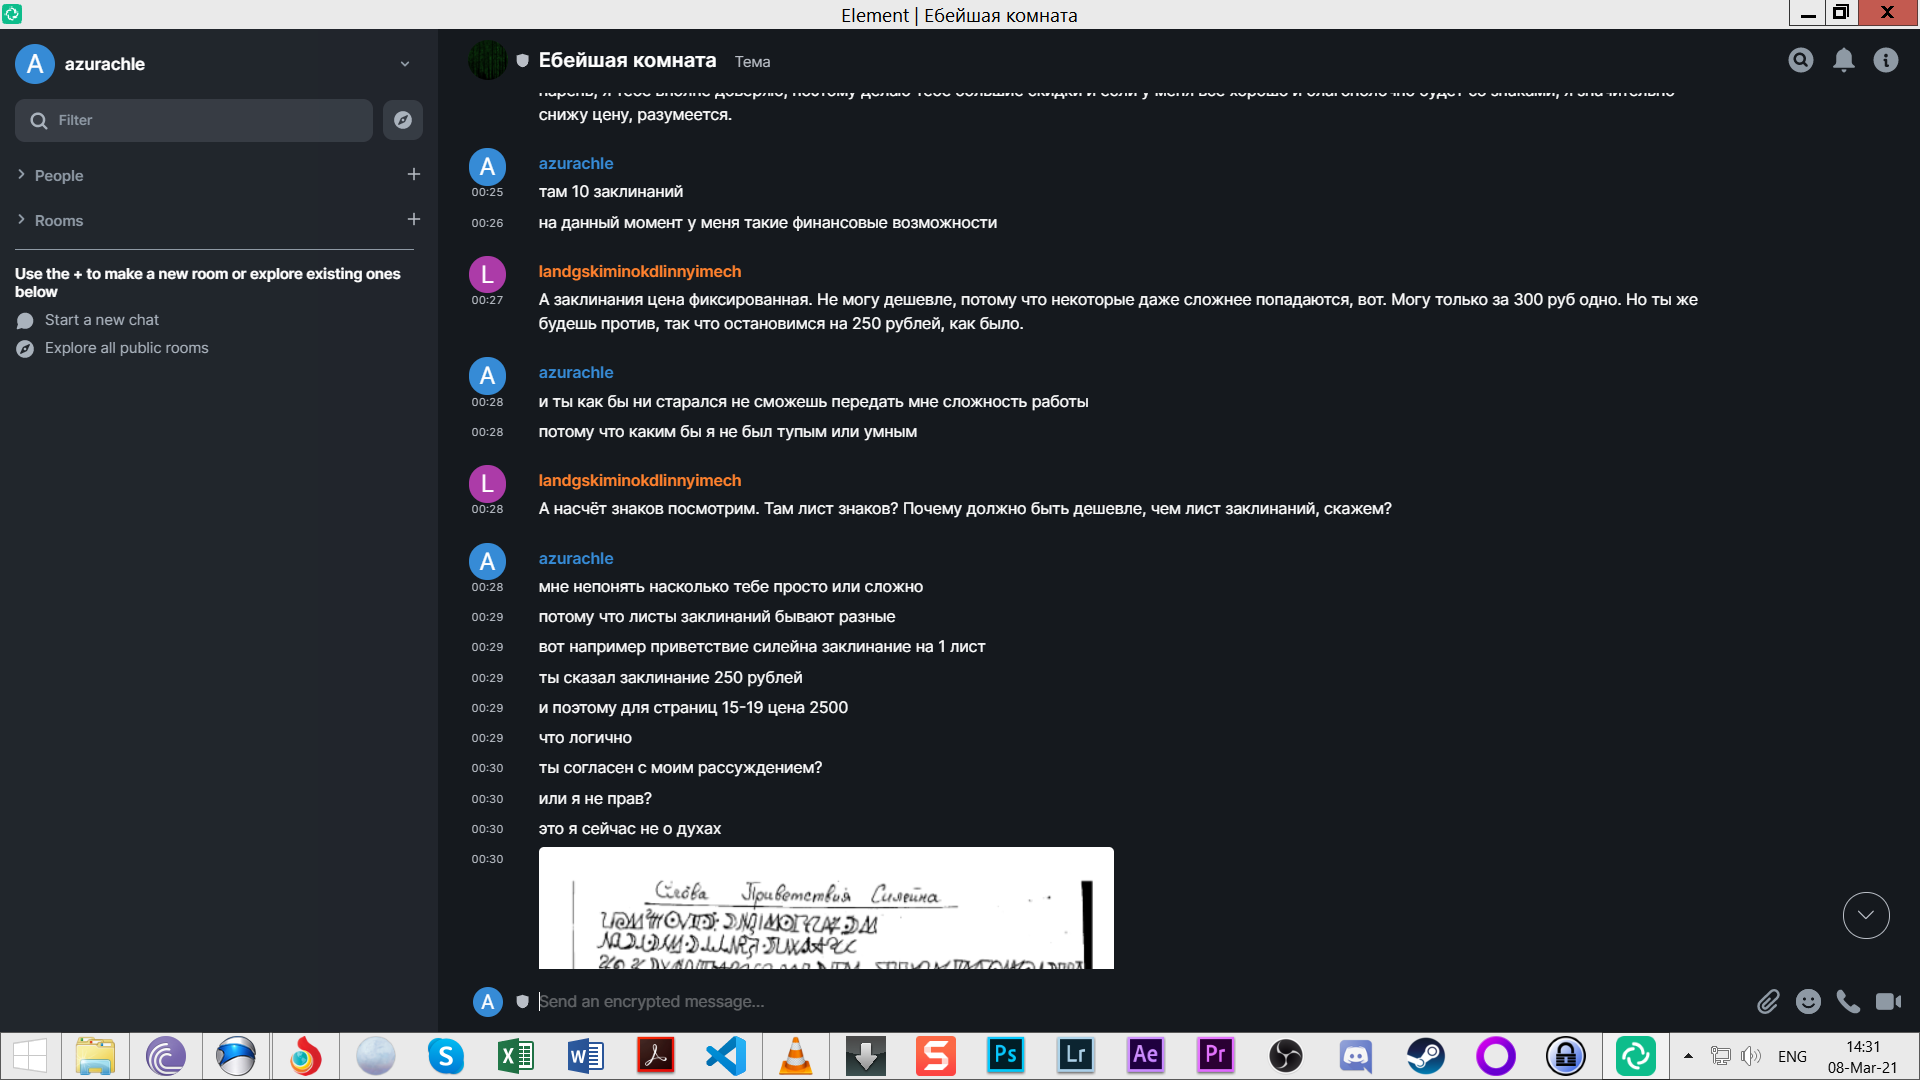 Element | Ебейшая комната
A azurachle
Filter
People
Rooms
Use the + to make a new room or explore existing ones
below
Start a new chat
Explore all public rooms
Ебейшая комната Тема
снижу цену, разумеется.
A azurachle
00:25 там 10 заклинаний
00:26 на данный момент у меня такие финансовые возможности
L landgskiminokdlinnyimech
00:27 А заклинания цена фиксированная. Не могу дешевле, потому что некоторые даже сложнее попадаются, вот. Могу только за 300 руб одно. Но ты же
будешь против, так что остановимся на 250 рублей, как было.
A azurachle
00:28 и ты как бы ни старался не сможешь передать мне сложность работы
00:28 потому что каким бы я не был тупым или умным
L landgskiminokdlinnyimech
00:28 А насчёт знаков посмотрим. Там лист знаков? Почему должно быть дешевле, чем лист заклинаний, скажем?
A azurachle
00:28 мне непонять насколько тебе просто или сложно
00:29 потому что листы заклинаний бывают разные
00:29 вот например приветствие силейна заклинание на 1 лист
00:29 ты сказал заклинание 250 рублей
00:29 и поэтому для страниц 15-19 цена 2500
00:29 что логично
00:30 ты согласен с моим рассуждением?
00:30 или я не прав?
00:30 это я сейчас не о духах
00:30
Слова Приветствия Силейна
A Send an encrypted message...
S X W Ps Lr Ae Pr
ENG 14:31
08-Mar-21